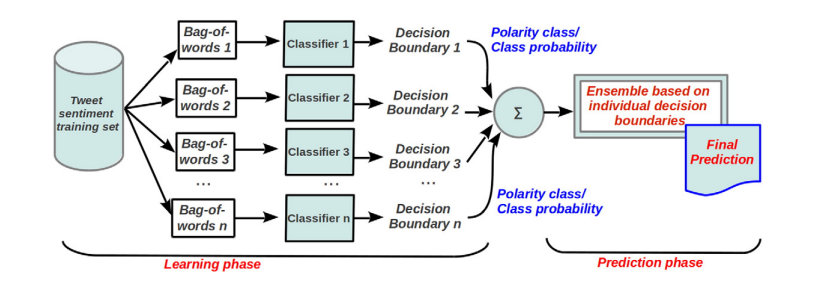 Tweet
sentiment
training set
Bag-of-
words 1
Classifier 1
Decision
Boundary 1
Bag-of-
words 2
Classifier 2
Decision
Boundary 2
Bag-of-
words 3
Classifier 3
Decision
Boundary 3
...
...
...
Bag-of-
words n
Classifier n
Decision
Boundary n
Polarity class/
Class probability
Σ
Polarity class/
Class probability
Ensemble based on
individual decision
boundaries
Final
Prediction
Learning phase
Prediction phase